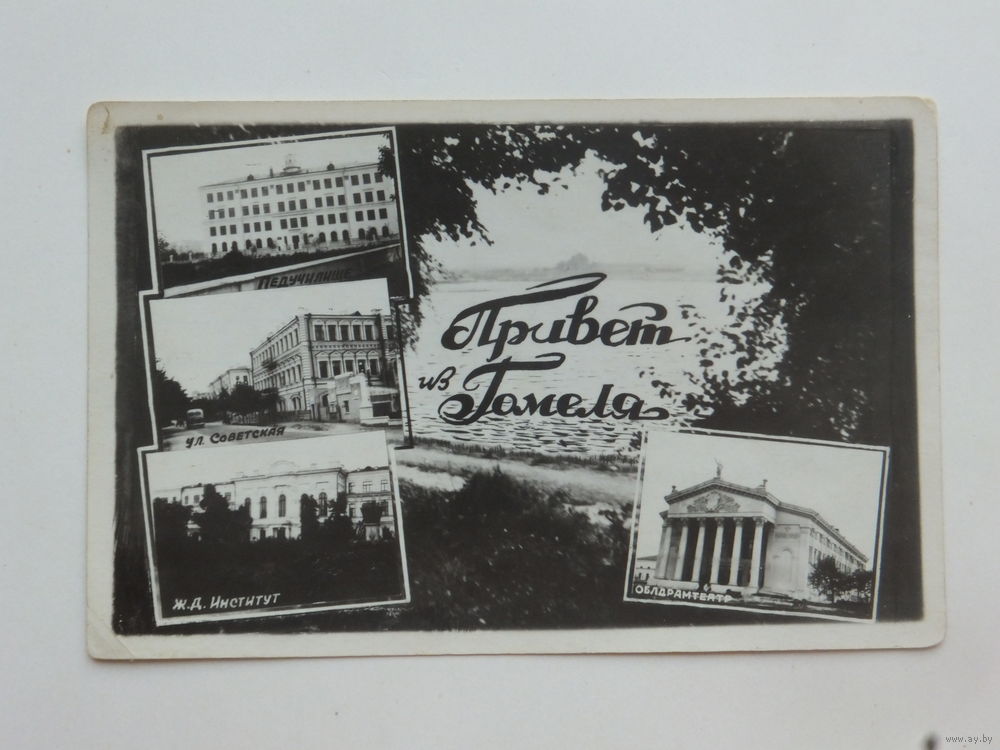 Педучилище
Привет
из Гомеля
ул. Советская
Ж.Д. Институт
Облдрамтеатр
www.ay.by